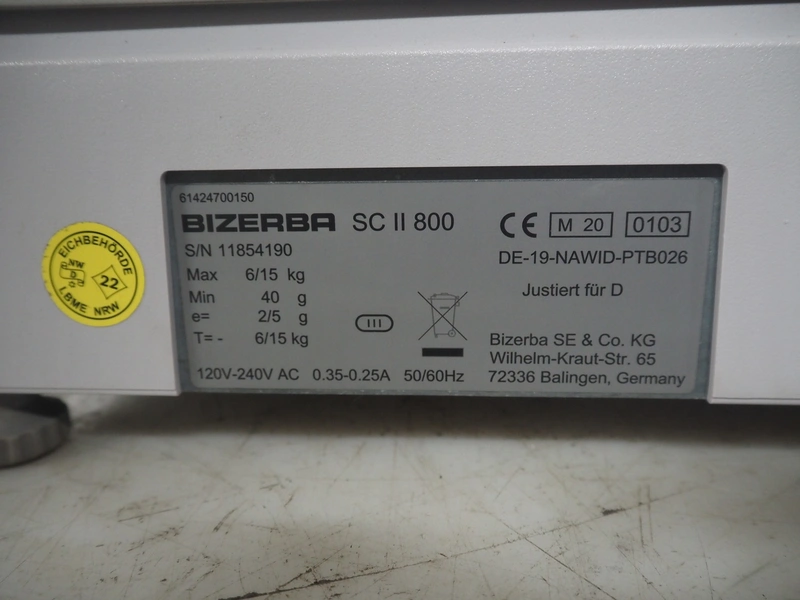 61424700150
BIZERBA SC II 800
S/N 11854190
Max 6/15 kg
Min 40 g
e= 2/5 g
T= - 6/15 kg
III
120V-240V AC 0.35-0.25A 50/60Hz
CE M 20 0103
DE-19-NAWID-PTB026
Justiert für D
Bizerba SE & Co. KG
Wilhelm-Kraut-Str. 65
72336 Balingen, Germany
EICHBEHÖRDE
NW
D
22
LBME NRW